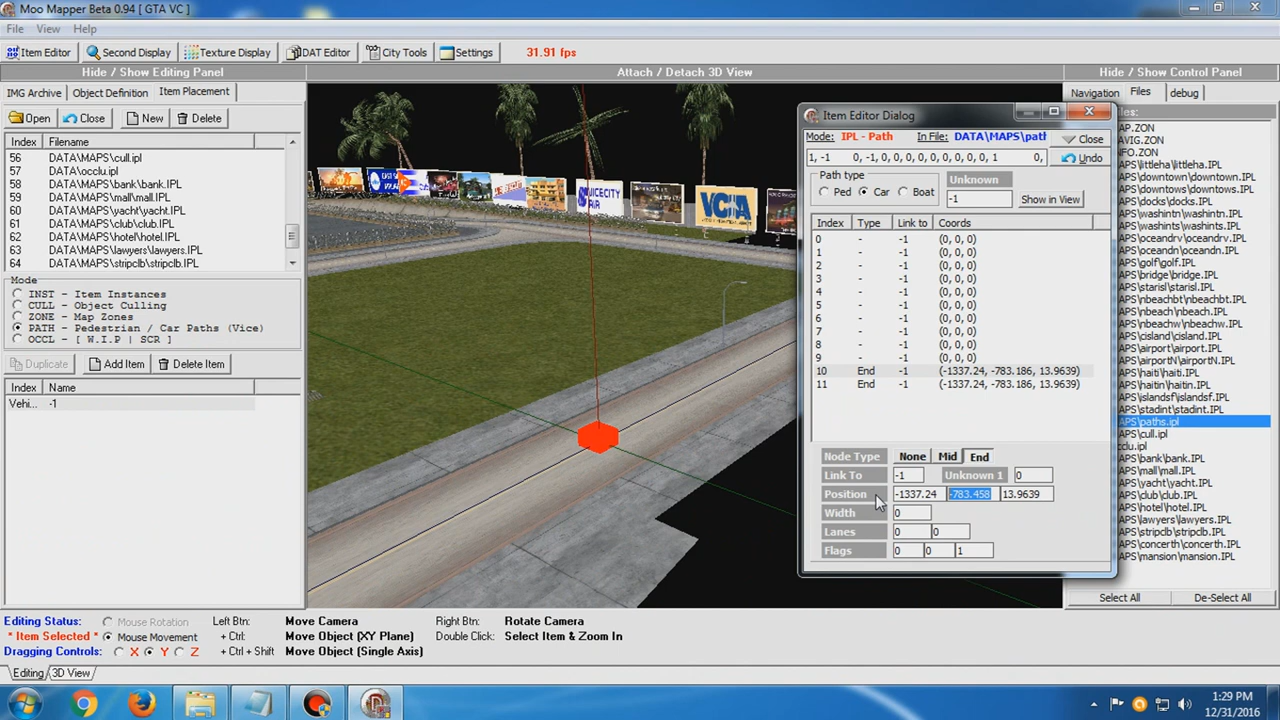 Moo Mapper Beta 0.94 [ GTA VC ]
File View Help
Item Editor Second Display Texture Display DAT Editor City Tools Settings 31.91 fps
Hide / Show Editing Panel Attach / Detach 3D View Hide / Show Control Panel
IMG Archive Object Definition Item Placement
Open Close New Delete
Index Filename
56 DATA\MAPS\cull.ipl
57 DATA\occlu.ipl
58 DATA\MAPS\bank\bank.IPL
59 DATA\MAPS\mall\mall.IPL
60 DATA\MAPS\yacht\yacht.IPL
61 DATA\MAPS\club\club.IPL
62 DATA\MAPS\hotel\hotel.IPL
63 DATA\MAPS\lawyers\lawyers.IPL
64 DATA\MAPS\stripclb\stripclb.IPL
Mode
INST - Item Instances
CULL - Object Culling
ZONE - Map Zones
PATH - Pedestrian / Car Paths (Vice)
OCCL - [ W.I.P | SCR ]
Duplicate Add Item Delete Item
Index Name
Vehi... -1
VICECITY
AIR
VCIA
Item Editor Dialog
Mode: IPL - Path In File: DATA\MAPS\path Close
1, -1 0, -1, 0, 0, 0, 0, 0, 0, 0, 0, 0, 1 0, Undo
Path type Unknown
Ped Car Boat -1 Show in View
Index Type Link to Coords
0 - -1 (0, 0, 0)
1 - -1 (0, 0, 0)
2 - -1 (0, 0, 0)
3 - -1 (0, 0, 0)
4 - -1 (0, 0, 0)
5 - -1 (0, 0, 0)
6 - -1 (0, 0, 0)
7 - -1 (0, 0, 0)
8 - -1 (0, 0, 0)
9 - -1 (0, 0, 0)
10 End -1 (-1337.24, -783.186, 13.9639)
11 End -1 (-1337.24, -783.186, 13.9639)
Node Type None Mid End
Link To -1 Unknown 1 0
Position -1337.24 -783.458 13.9639
Width 0
Lanes 0 0
Flags 0 0 1
Navigation Files debug
iles:
AP.ZON
AVIG.ZON
NFO.ZON
APS\littleha\littleha.IPL
APS\downtown\downtown.IPL
APS\downtows\downtows.IPL
APS\docks\docks.IPL
APS\washintn\washintn.IPL
APS\washints\washints.IPL
APS\oceandrv\oceandrv.IPL
APS\oceandn\oceandn.IPL
APS\golf\golf.IPL
APS\bridge\bridge.IPL
APS\starisl\starisl.IPL
APS\nbeachbt\nbeachbt.IPL
APS\nbeach\nbeach.IPL
APS\nbeachw\nbeachw.IPL
APS\cisland\cisland.IPL
APS\airport\airport.IPL
APS\airportN\airportN.IPL
APS\haiti\haiti.IPL
APS\haitin\haitin.IPL
APS\islandsf\islandsf.IPL
APS\stadint\stadint.IPL
APS\paths.ipl
APS\cull.ipl
cclu.ipl
APS\bank\bank.IPL
APS\mall\mall.IPL
APS\yacht\yacht.IPL
APS\club\club.IPL
APS\hotel\hotel.IPL
APS\lawyers\lawyers.IPL
APS\stripclb\stripclb.IPL
APS\concerth\concerth.IPL
APS\mansion\mansion.IPL
Select All De-Select All
Editing Status: Mouse Rotation Left Btn: Move Camera Right Btn: Rotate Camera
* Item Selected * Mouse Movement + Ctrl: Move Object (XY Plane) Double Click: Select Item & Zoom In
Dragging Controls: X Y Z + Ctrl + Shift Move Object (Single Axis)
Editing 3D View
1:29 PM
12/31/2016